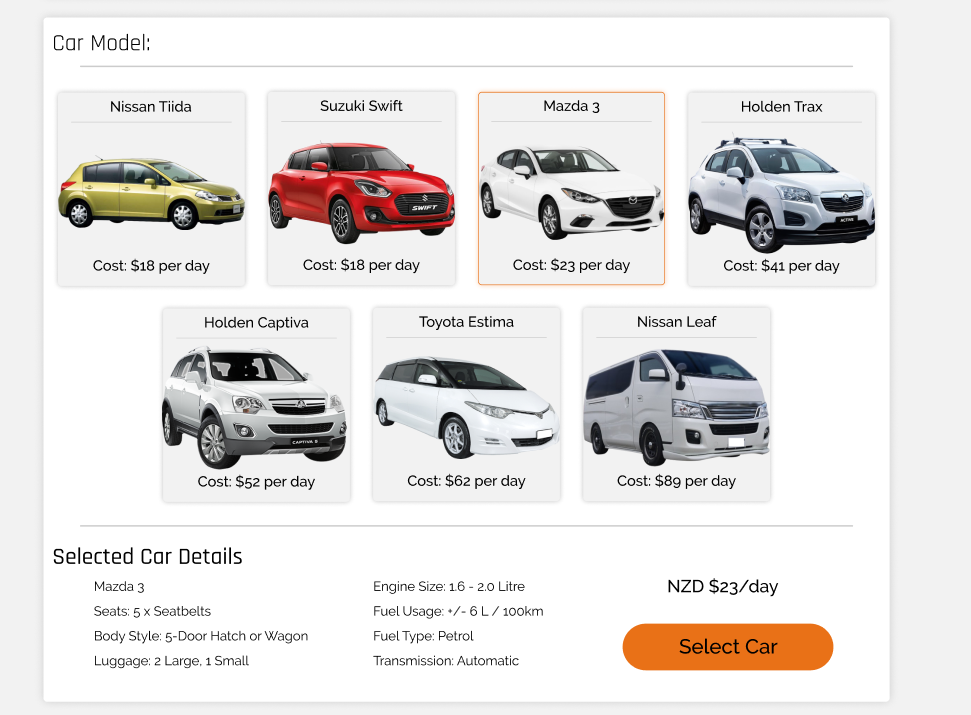 Car Model:
Nissan Tiida
Suzuki Swift
Mazda 3
Holden Trax
SWIFT
ACTIVE
Cost: $18 per day
Cost: $18 per day
Cost: $23 per day
Cost: $41 per day
Holden Captiva
Toyota Estima
Nissan Leaf
CAPTIVA 5
Cost: $52 per day
Cost: $62 per day
Cost: $89 per day
Selected Car Details
Mazda 3
Seats: 5 x Seatbelts
Body Style: 5-Door Hatch or Wagon
Luggage: 2 Large, 1 Small
Engine Size: 1.6 - 2.0 Litre
Fuel Usage: +/- 6 L / 100km
Fuel Type: Petrol
Transmission: Automatic
NZD $23/day
Select Car